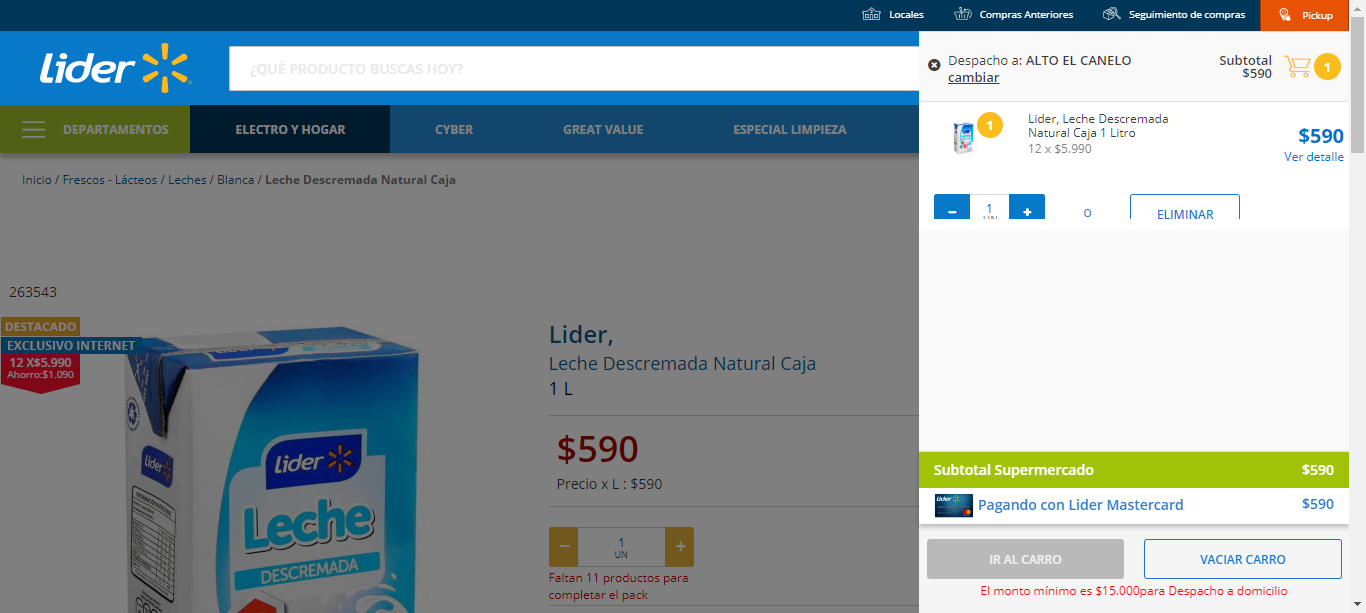 Locales
Compras Anteriores
Seguimiento de compras
Pickup
Lider
¿QUÉ PRODUCTO BUSCAS HOY?
Despacho a: ALTO EL CANELO
cambiar
Subtotal
$590
1
DEPARTAMENTOS
ELECTRO Y HOGAR
CYBER
GREAT VALUE
ESPECIAL LIMPIEZA
1
Lider, Leche Descremada
Natural Caja 1 Litro
12 x $5.990
$590
Ver detalle
Inicio / Frescos - Lácteos / Leches / Blanca / Leche Descremada Natural Caja
− 1 UN +
O
ELIMINAR
263543
DESTACADO
EXCLUSIVO INTERNET
12 X$5.990
Ahorro:$1.090
Lider,
Leche Descremada Natural Caja
1 L
$590
Precio x L : $590
− 1 +
UN
Faltan 11 productos para
completar el pack
lider
lider
Leche
DESCREMADA
Subtotal Supermercado $590
Lider
Pagando con Lider Mastercard $590
IR AL CARRO
VACIAR CARRO
El monto mínimo es $15.000para Despacho a domicilio